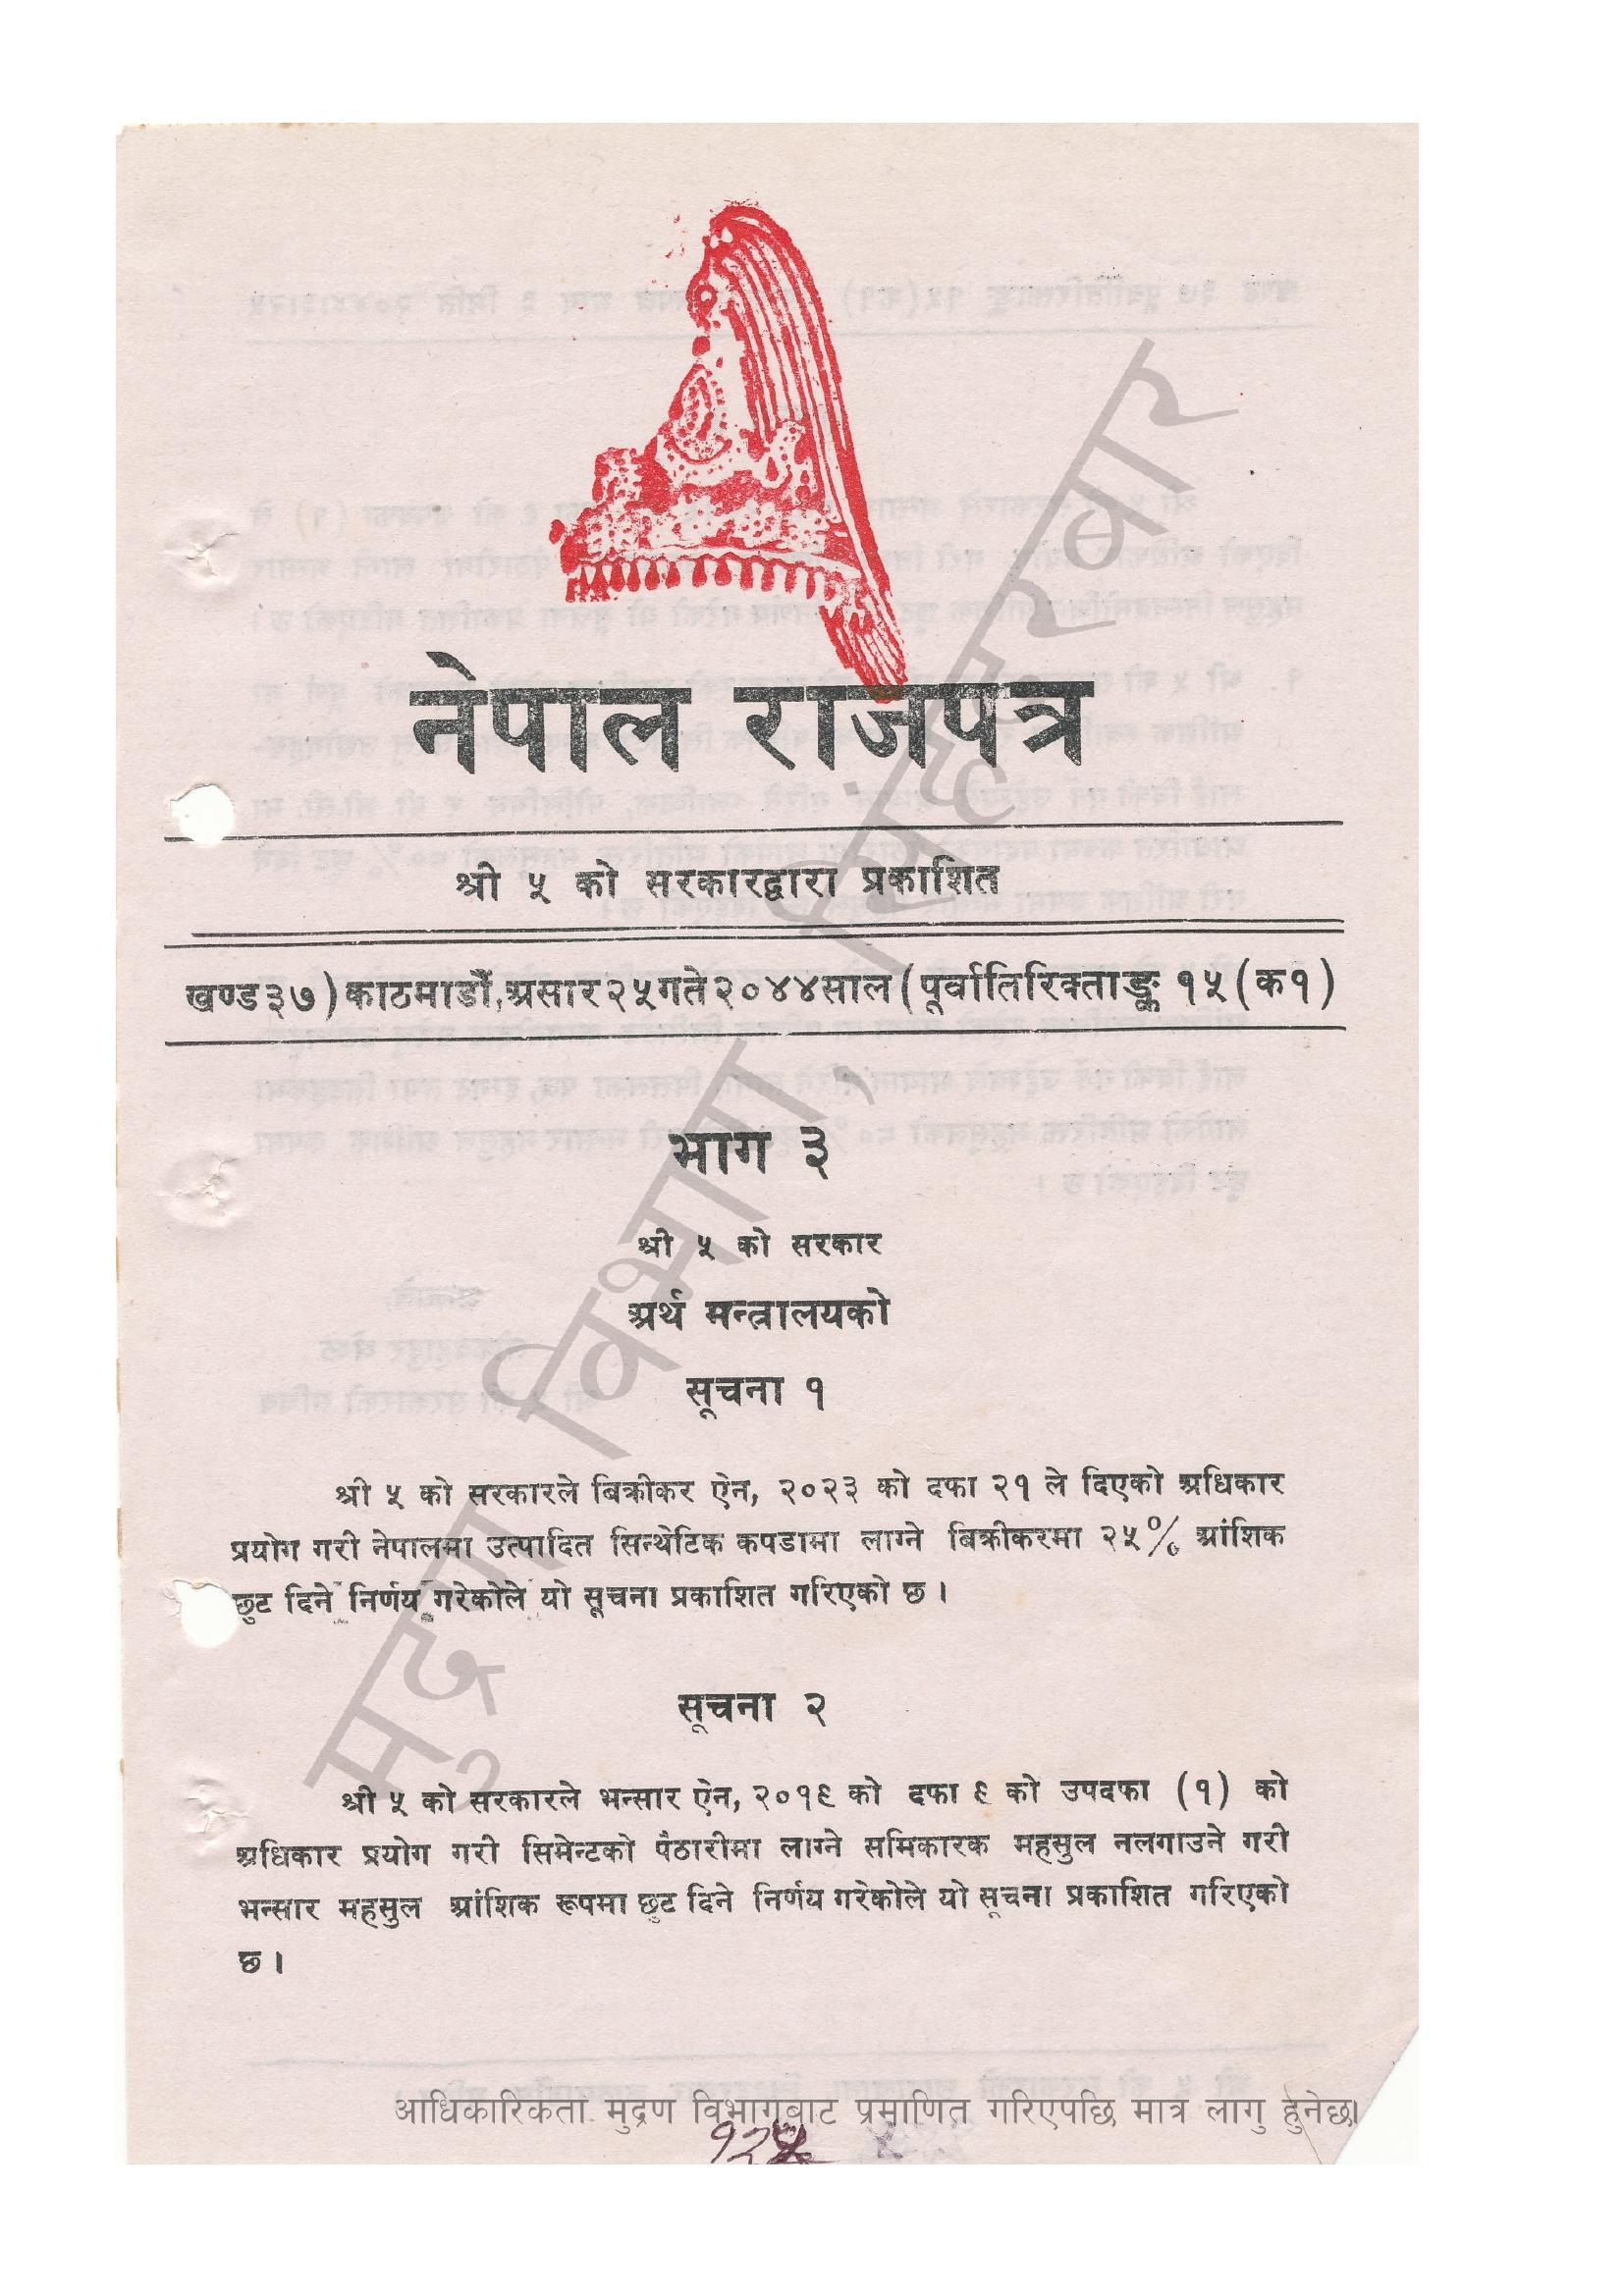 नेपाल राजपत्र
श्री ५ को सरकारद्वारा प्रकाशित
खण्ड ३७) काठमाडौं, असार २५ गते २०४४ साल (पूर्वातिरिक्ताङ्क १५ (क१)
भाग ३
श्री ५ को सरकार
अर्थ मन्त्रालयको
सूचना १
श्री ५ को सरकारले बिक्रीकर ऐन, २०२३ को दफा २१ ले दिएको अधिकार
प्रयोग गरी नेपालमा उत्पादित सिन्थेटिक कपडामा लाग्ने बिक्रीकरमा २५% आंशिक
छुट दिने निर्णय गरेकोले यो सूचना प्रकाशित गरिएको छ ।
सूचना २
श्री ५ को सरकारले भन्सार ऐन, २०१९ को दफा ९ को उपदफा (१) को
अधिकार प्रयोग गरी सिमेन्टको पैठारीमा लाग्ने समिकारक महसुल नलगाउने गरी
भन्सार महसुल आंशिक रूपमा छुट दिने निर्णय गरेकोले यो सूचना प्रकाशित गरिएको
छ ।
मुद्रण विभाग, सिंहदरबार
आधिकारिकता मुद्रण विभागबाट प्रमाणित गरिएपछि मात्र लागु हुनेछ।